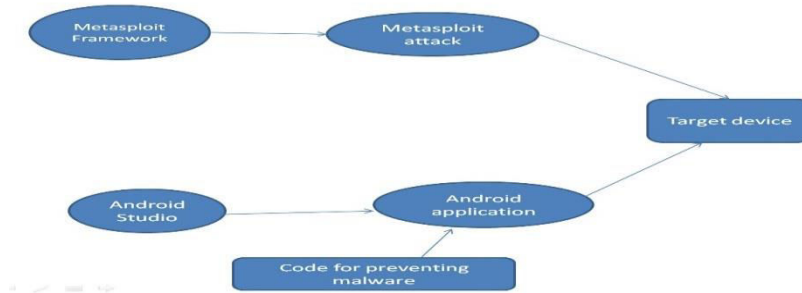 Metasploit
Framework
Metasploit
attack
Target device
Android
Studio
Android
application
Code for preventing
malware